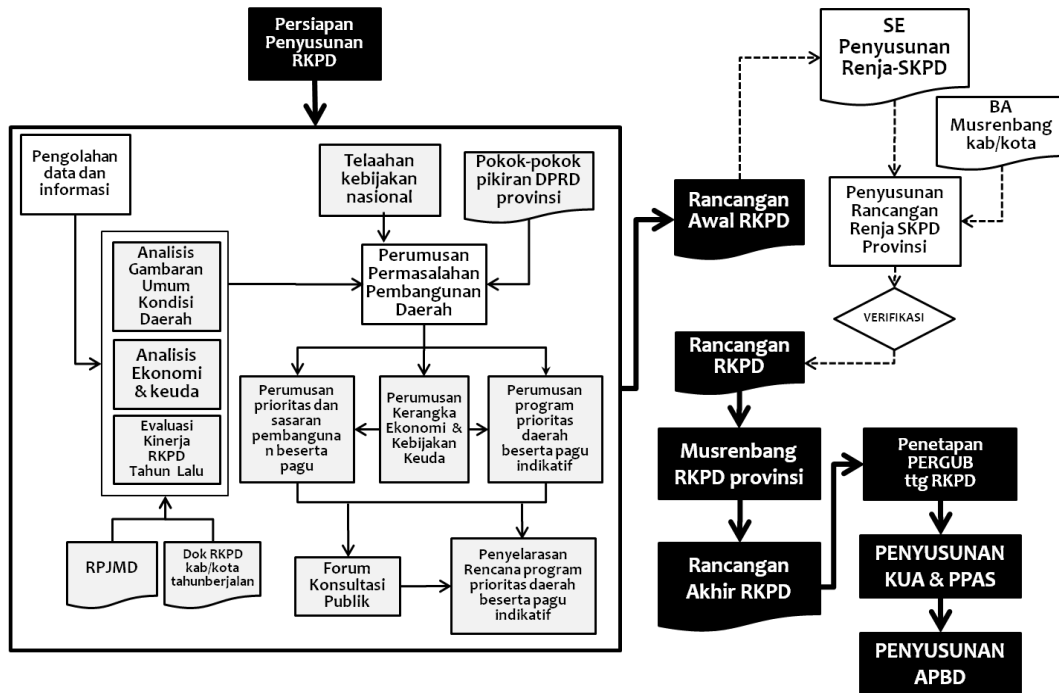 Persiapan
Penyusunan
RKPD
Pengolahan
data dan
informasi
Telaahan
kebijakan
nasional
Pokok-pokok
pikiran DPRD
provinsi
Analisis
Gambaran
Umum
Kondisi
Daerah
Perumusan
Permasalahan
Pembangunan
Daerah
Analisis
Ekonomi
& keuda
Evaluasi
Kinerja
RKPD
Tahun Lalu
Perumusan
prioritas dan
sasaran
pembanguna
n beserta
pagu
Perumusan
Kerangka
Ekonomi &
Kebijakan
Keuda
Perumusan
program
prioritas
daerah
beserta pagu
indikatif
RPJMD
Dok RKPD
kab/kota
tahunberjalan
Forum
Konsultasi
Publik
Penyelarasan
Rencana program
prioritas daerah
beserta pagu
indikatif
Rancangan
Awal RKPD
SE
Penyusunan
Renja-SKPD
BA
Musrenbang
kab/kota
Penyusunan
Rancangan
Renja SKPD
Provinsi
VERIFIKASI
Rancangan
RKPD
Musrenbang
RKPD provinsi
Rancangan
Akhir RKPD
Penetapan
PERGUB
ttg RKPD
PENYUSUNAN
KUA & PPAS
PENYUSUNAN
APBD